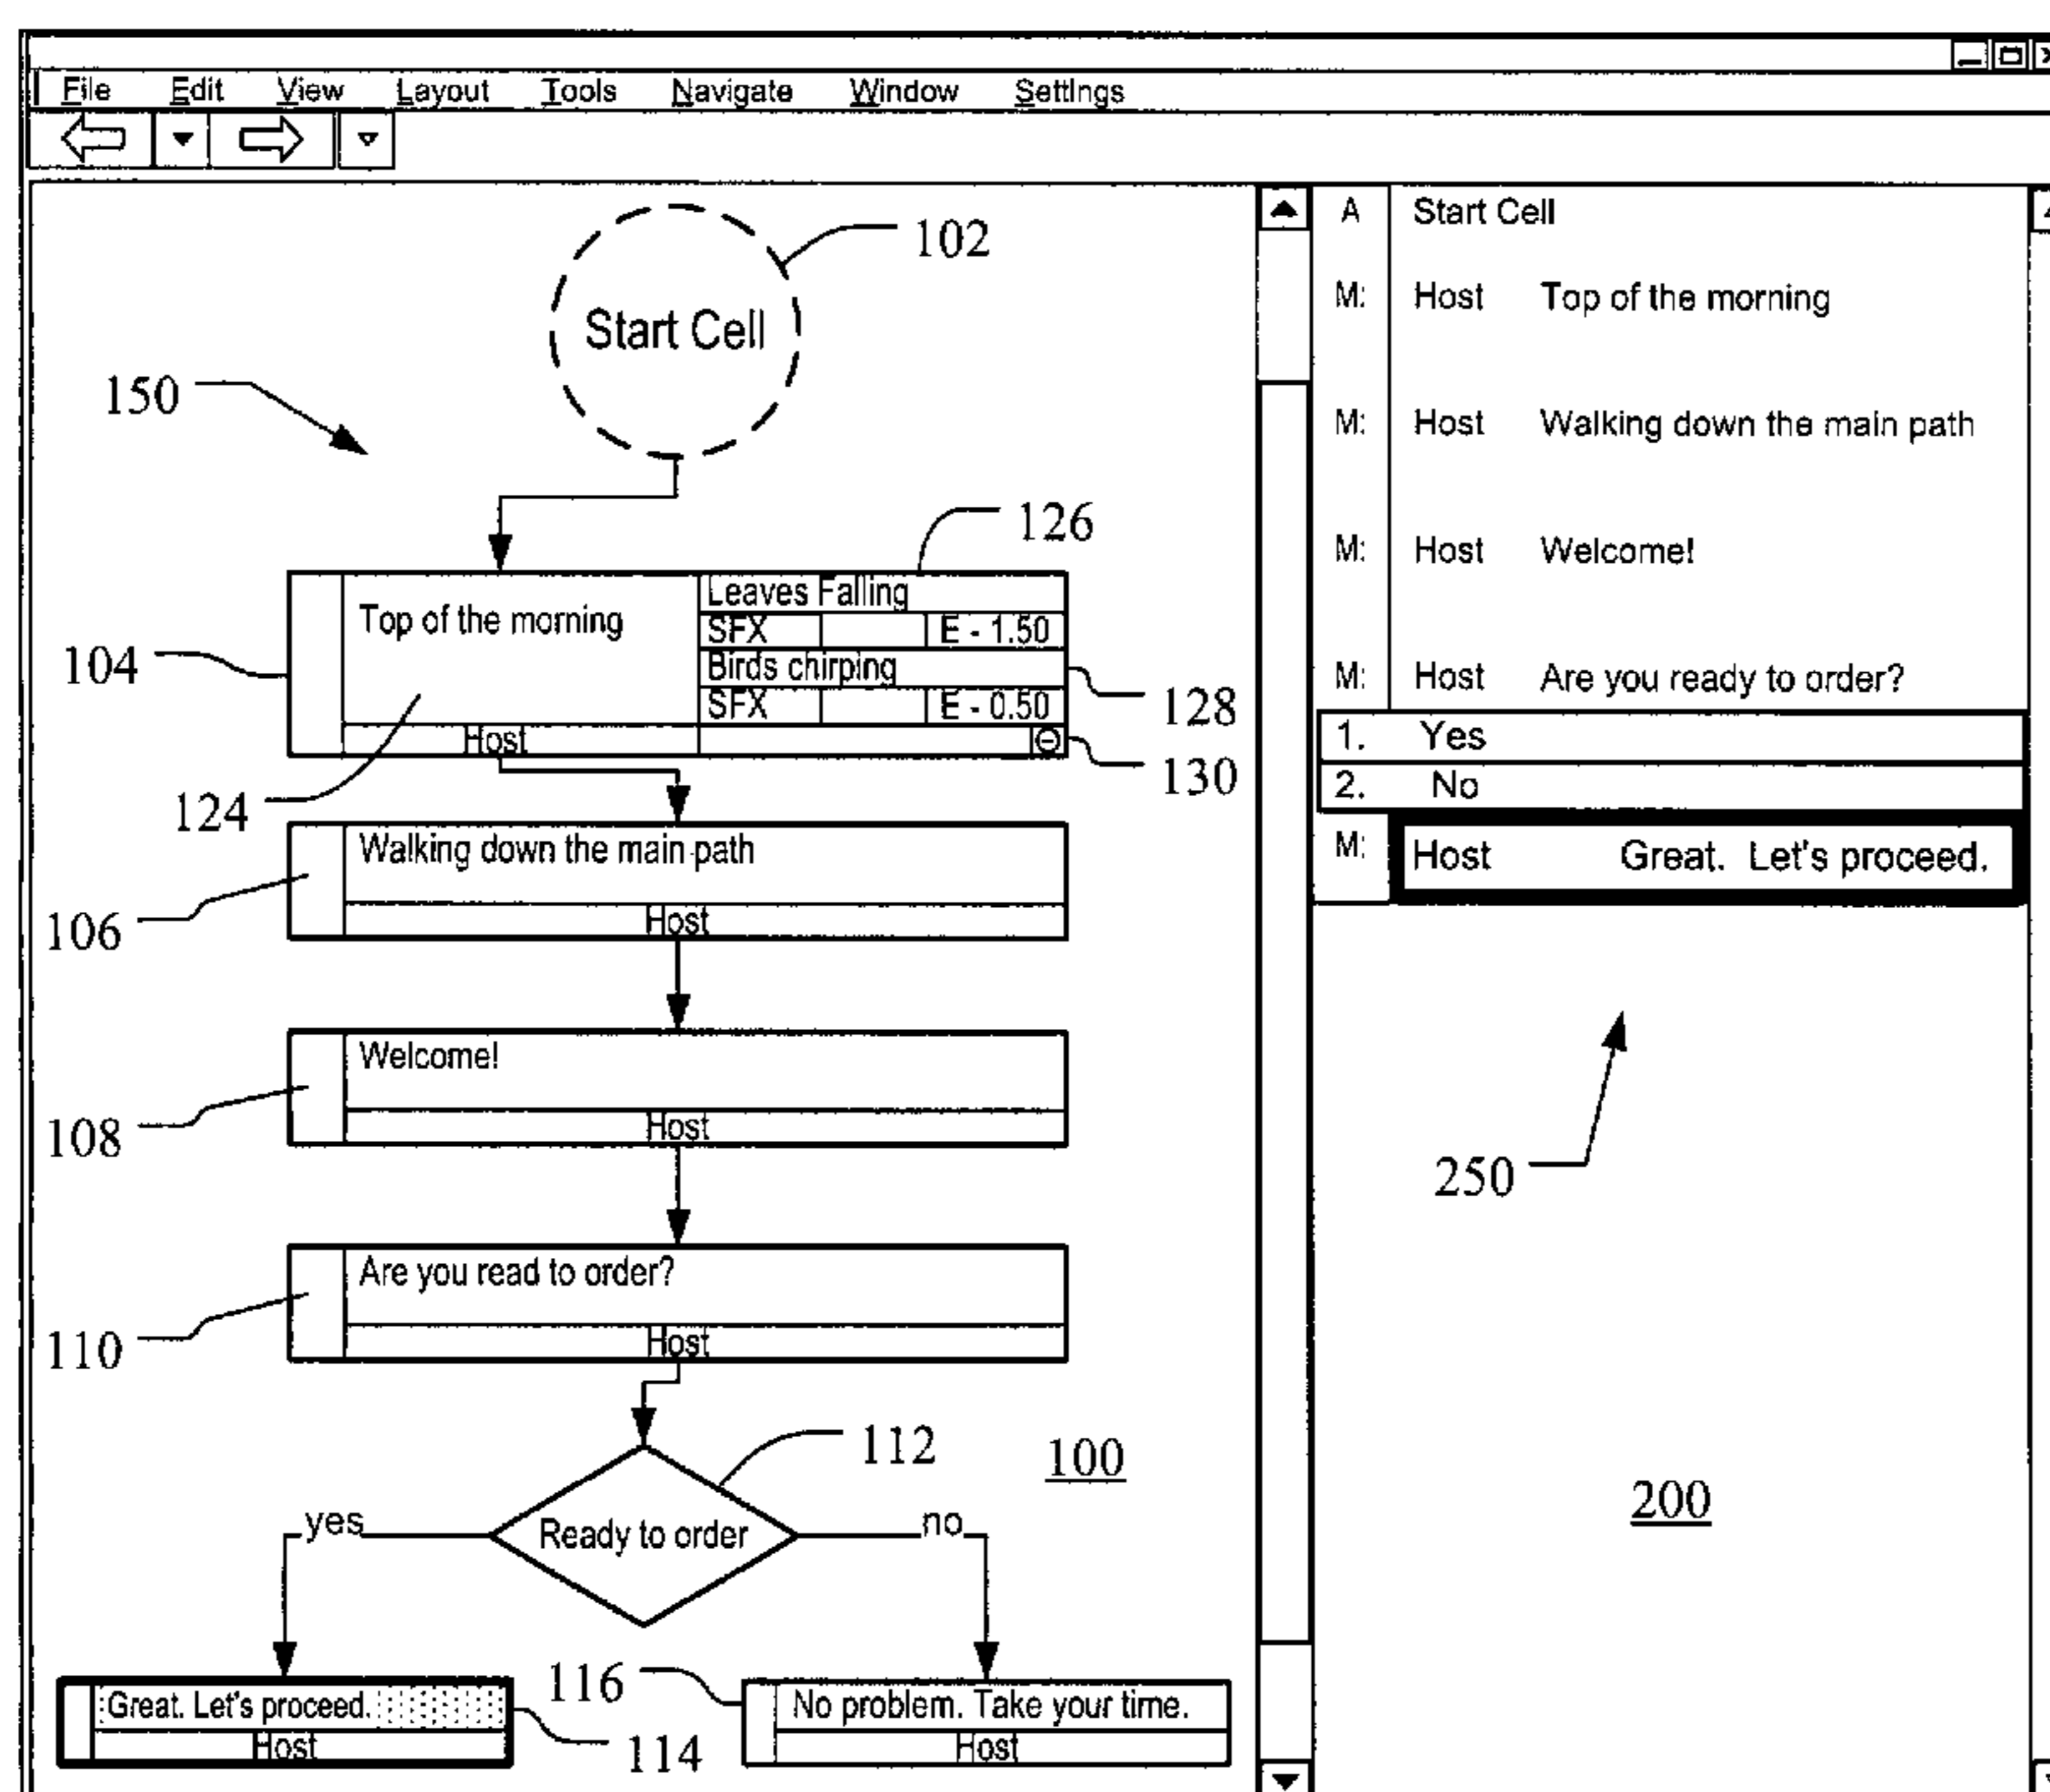 File Edit View Layout Tools Navigate Window Settings
102
Start Cell
150
126
Top of the morning
Leaves Falling
SFX E - 1.50
Birds chirping
SFX E - 0.50
Host
104
128
130
124
Walking down the main path
Host
106
Welcome!
Host
108
Are you read to order?
Host
110
112
100
yes
Ready to order
no
Great. Let's proceed.
Host
114
116
No problem. Take your time.
Host
A Start Cell
M: Host Top of the morning
M: Host Walking down the main path
M: Host Welcome!
M: Host Are you ready to order?
1. Yes
2. No
M: Host Great. Let's proceed.
250
200